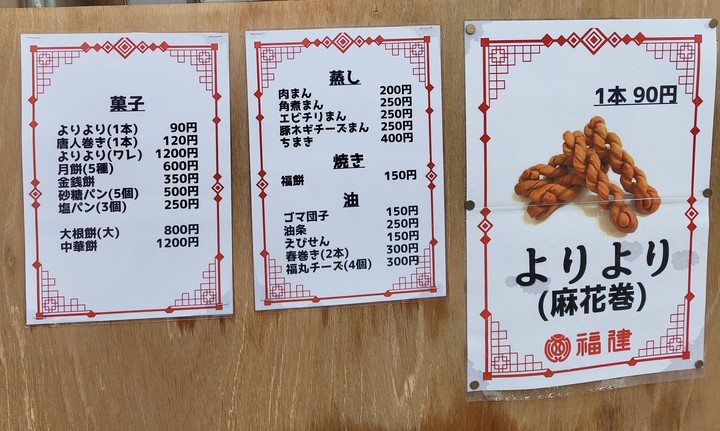 菓子
よりより(1本) 90円
唐人巻き(1本) 120円
よりより(ワレ) 1200円
月餅(5種) 600円
金銭餅 350円
砂糖パン(5個) 500円
塩パン(3個) 250円
大根餅(大) 800円
中華餅 1200円
蒸し
肉まん 200円
角煮まん 250円
エビチリまん 250円
豚ネギチーズまん 250円
ちまき 400円
焼き
福餅 150円
油
ゴマ団子 150円
油条 250円
えびせん 150円
春巻き(2本) 300円
福丸チーズ(4個) 300円
1本 90円
よりより
(麻花巻)
福建